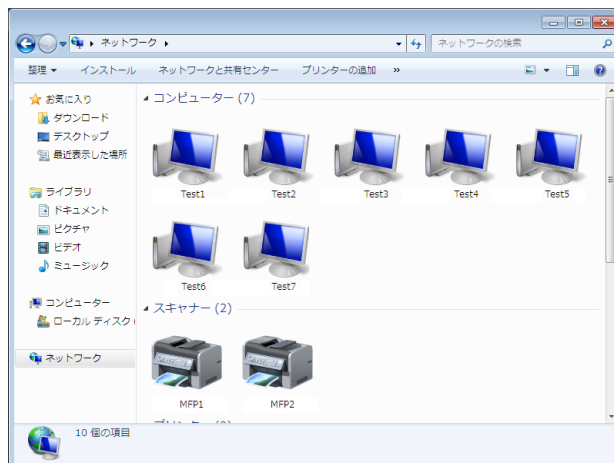 ネットワーク
ネットワークの検索
整理 インストール ネットワークと共有センター プリンターの追加 »
お気に入り
ダウンロード
デスクトップ
最近表示した場所
ライブラリ
ドキュメント
ピクチャ
ビデオ
ミュージック
コンピューター
ローカル ディスク (
ネットワーク
コンピューター (7)
Test1 Test2 Test3 Test4 Test5
Test6 Test7
スキャナー (2)
MFP1 MFP2
10 個の項目